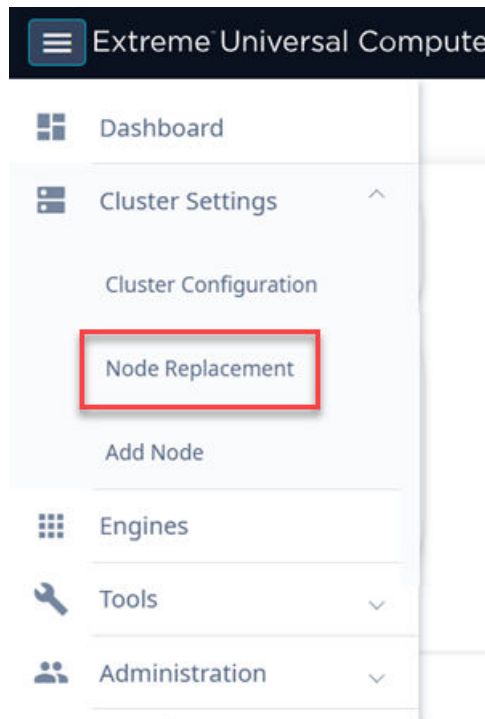 Extreme Universal Compute
Dashboard
Cluster Settings
Cluster Configuration
Node Replacement
Add Node
Engines
Tools
Administration